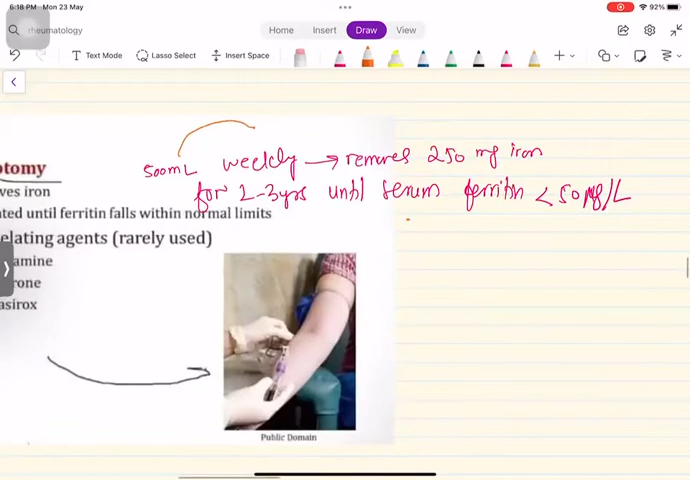 6:18 PM Mon 23 May
92%
rheumatology
Home Insert Draw View
Text Mode Lasso Select Insert Space
500mL weekly → removes 250 mg iron
for 2-3yrs until serum ferritin < 50 µg/L
otomy
ves iron
ated until ferritin falls within normal limits
elating agents (rarely used)
amine
rone
asirox
Public Domain